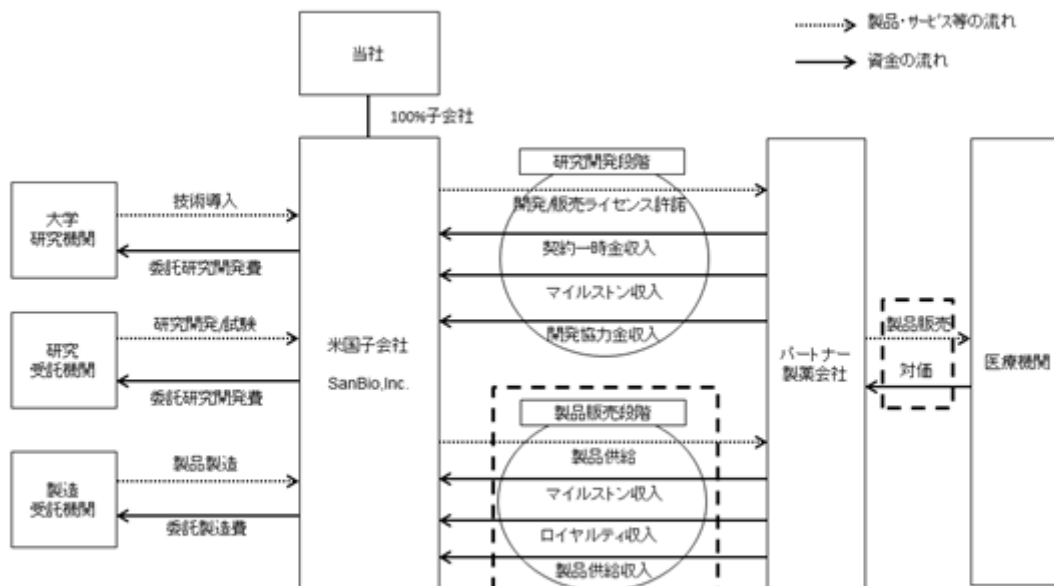 製品・サービス等の流れ
資金の流れ
当社
100%子会社
大学
研究機関
技術導入
委託研究開発費
研究
受託機関
研究開発/試験
委託研究開発費
製造
受託機関
製品製造
委託製造費
米国子会社
SanBio,Inc.
研究開発段階
開発/販売ライセンス許諾
契約一時金収入
マイルストン収入
開発協力金収入
製品販売段階
製品供給
マイルストン収入
ロイヤルティ収入
製品供給収入
パートナー
製薬会社
製品販売
対価
医療機関